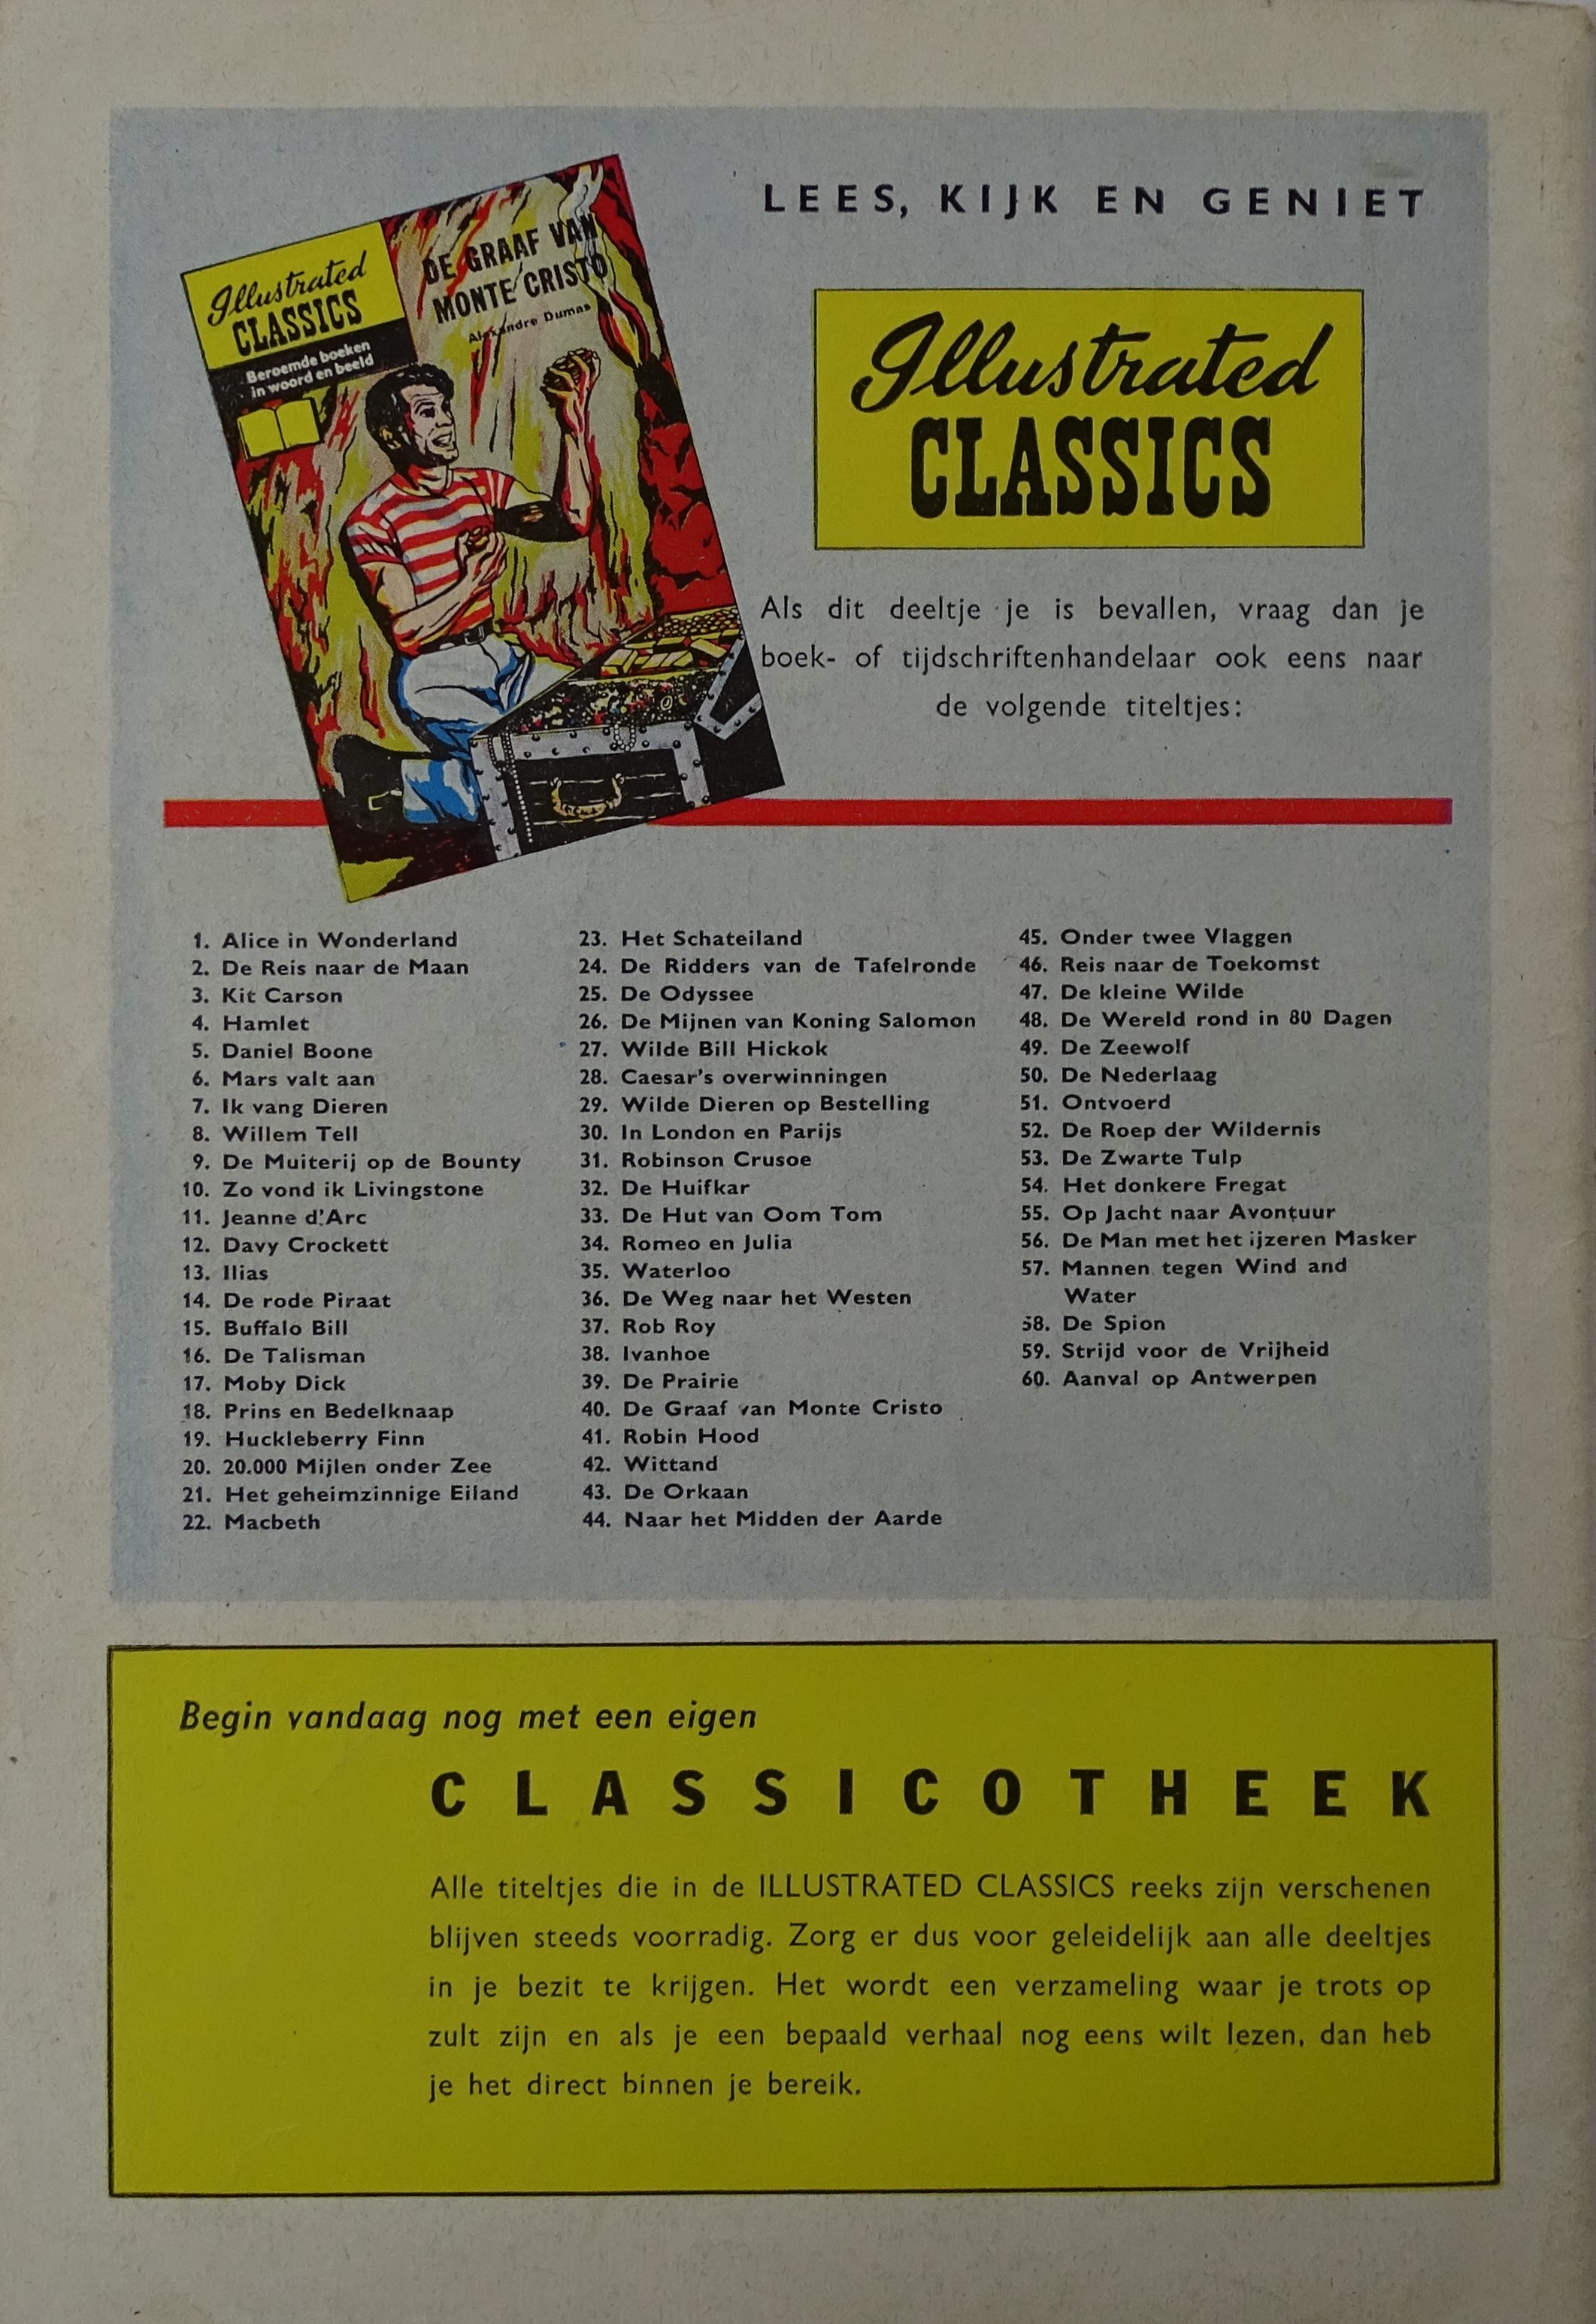 LEES, KIJK EN GENIET
Illustrated
CLASSICS
Beroemde boeken
in woord en beeld
DE GRAAF VAN
MONTE CRISTO
Alexandre Dumas
Illustrated
CLASSICS
Als dit deeltje je is bevallen, vraag dan je
boek- of tijdschriftenhandelaar ook eens naar
de volgende titeltjes:
1. Alice in Wonderland
2. De Reis naar de Maan
3. Kit Carson
4. Hamlet
5. Daniel Boone
6. Mars valt aan
7. Ik vang Dieren
8. Willem Tell
9. De Muiterij op de Bounty
10. Zo vond ik Livingstone
11. Jeanne d'Arc
12. Davy Crockett
13. Ilias
14. De rode Piraat
15. Buffalo Bill
16. De Talisman
17. Moby Dick
18. Prins en Bedelknaap
19. Huckleberry Finn
20. 20.000 Mijlen onder Zee
21. Het geheimzinnige Eiland
22. Macbeth
23. Het Schateiland
24. De Ridders van de Tafelronde
25. De Odyssee
26. De Mijnen van Koning Salomon
27. Wilde Bill Hickok
28. Caesar's overwinningen
29. Wilde Dieren op Bestelling
30. In London en Parijs
31. Robinson Crusoe
32. De Huifkar
33. De Hut van Oom Tom
34. Romeo en Julia
35. Waterloo
36. De Weg naar het Westen
37. Rob Roy
38. Ivanhoe
39. De Prairie
40. De Graaf van Monte Cristo
41. Robin Hood
42. Wittand
43. De Orkaan
44. Naar het Midden der Aarde
45. Onder twee Vlaggen
46. Reis naar de Toekomst
47. De kleine Wilde
48. De Wereld rond in 80 Dagen
49. De Zeewolf
50. De Nederlaag
51. Ontvoerd
52. De Roep der Wildernis
53. De Zwarte Tulp
54. Het donkere Fregat
55. Op Jacht naar Avontuur
56. De Man met het ijzeren Masker
57. Mannen tegen Wind and
Water
58. De Spion
59. Strijd voor de Vrijheid
60. Aanval op Antwerpen
Begin vandaag nog met een eigen
CLASSICOTHEEK
Alle titeltjes die in de ILLUSTRATED CLASSICS reeks zijn verschenen
blijven steeds voorradig. Zorg er dus voor geleidelijk aan alle deeltjes
in je bezit te krijgen. Het wordt een verzameling waar je trots op
zult zijn en als je een bepaald verhaal nog eens wilt lezen, dan heb
je het direct binnen je bereik.